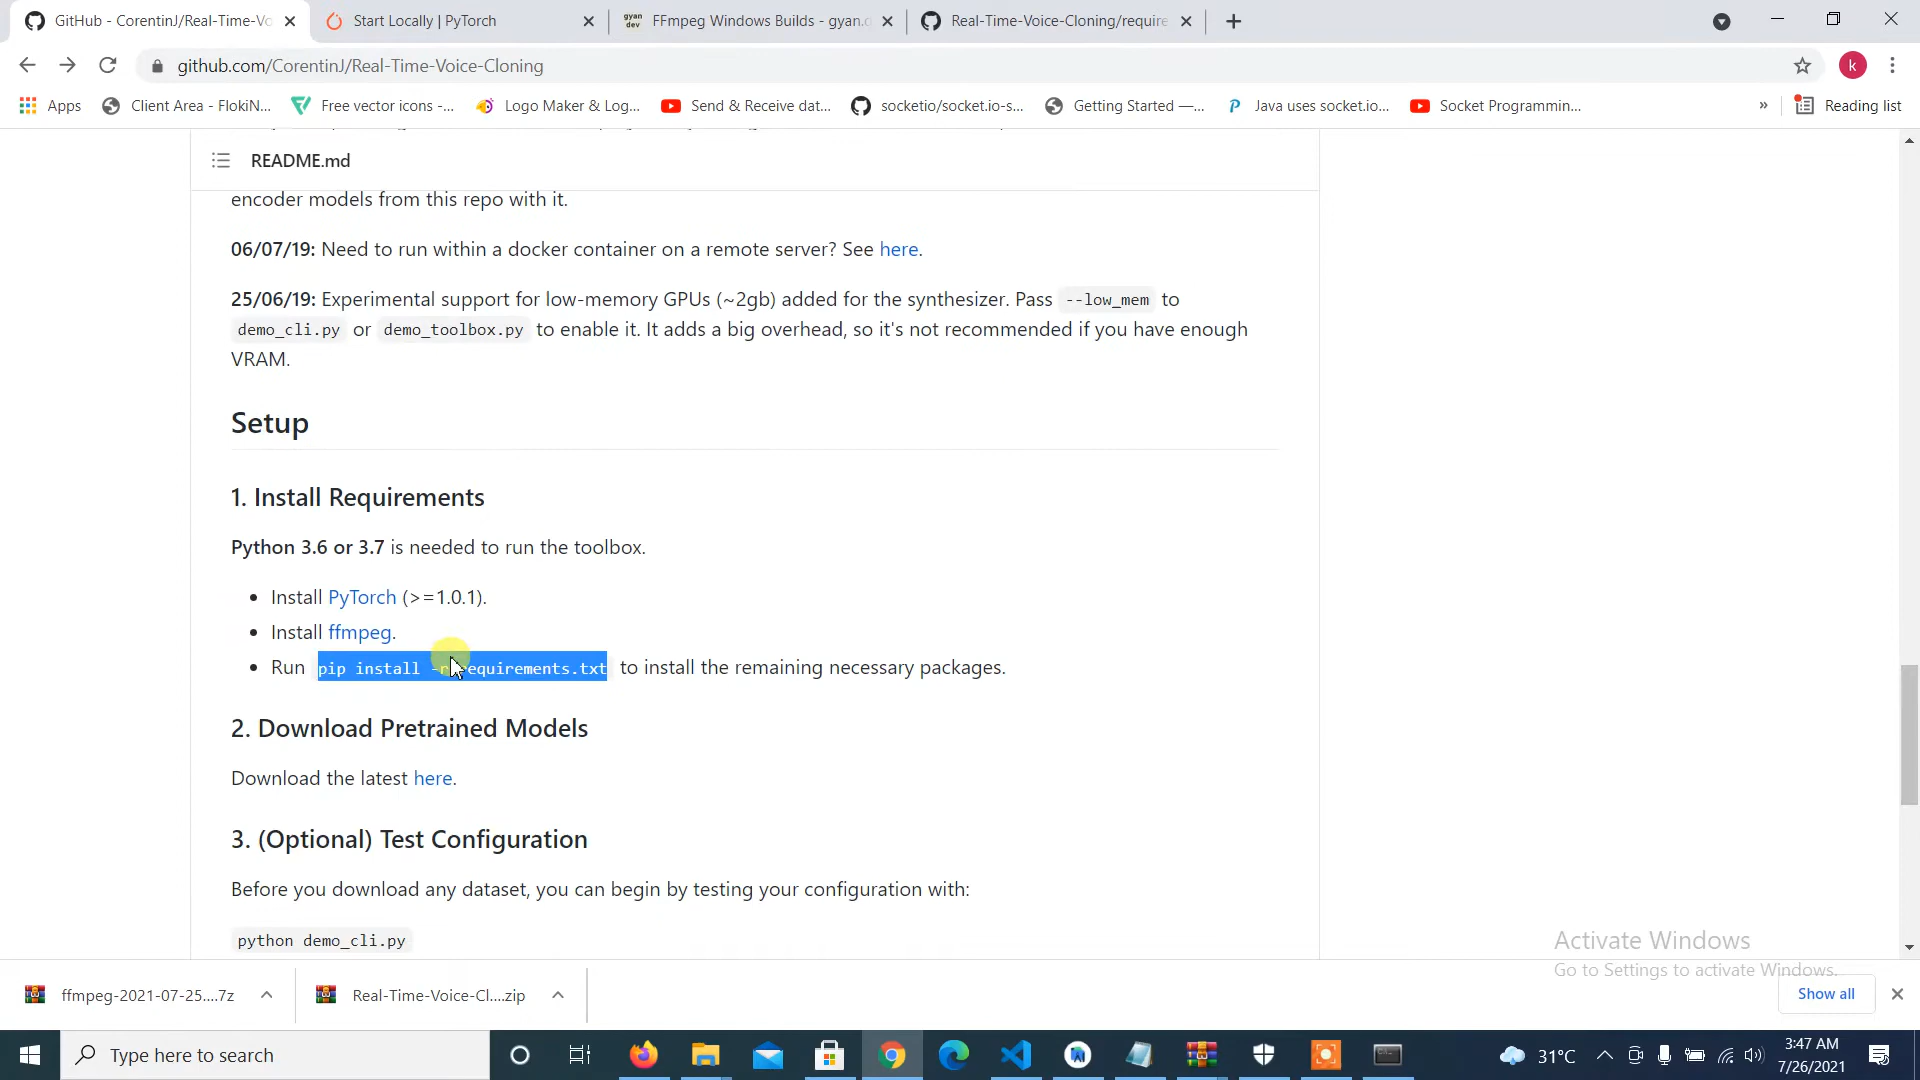 GitHub - CorentinJ/Real-Time-Vo
Start Locally | PyTorch
gyan dev
FFmpeg Windows Builds - gyan.d
Real-Time-Voice-Cloning/require
github.com/CorentinJ/Real-Time-Voice-Cloning
k
Apps
Client Area - FlokiN...
Free vector icons -...
Logo Maker & Log...
Send & Receive dat...
socketio/socket.io-s...
Getting Started —...
Java uses socket.io...
Socket Programmin...
»
Reading list
README.md
encoder models from this repo with it.
06/07/19: Need to run within a docker container on a remote server? See here.
25/06/19: Experimental support for low-memory GPUs (~2gb) added for the synthesizer. Pass --low_mem to
demo_cli.py or demo_toolbox.py to enable it. It adds a big overhead, so it's not recommended if you have enough
VRAM.
Setup
1. Install Requirements
Python 3.6 or 3.7 is needed to run the toolbox.
• Install PyTorch (>=1.0.1).
• Install ffmpeg.
• Run pip install -r requirements.txt to install the remaining necessary packages.
2. Download Pretrained Models
Download the latest here.
3. (Optional) Test Configuration
Before you download any dataset, you can begin by testing your configuration with:
python demo_cli.py
Activate Windows
Go to Settings to activate Windows.
ffmpeg-2021-07-25....7z
Real-Time-Voice-Cl....zip
Show all
Type here to search
31°C
3:47 AM
7/26/2021